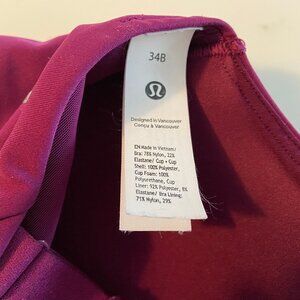 34B
Designed in Vancouver
Conçu à Vancouver
EN Made in Vietnam/
Bra: 78% Nylon, 22%
Elastane/ Cup - Cup
Shell: 100% Polyester,
Cup Foam: 100%
Polyurethane, Cup
Liner: 92% Polyester, 8%
Elastane/ Bra Lining:
71% Nylon, 29%